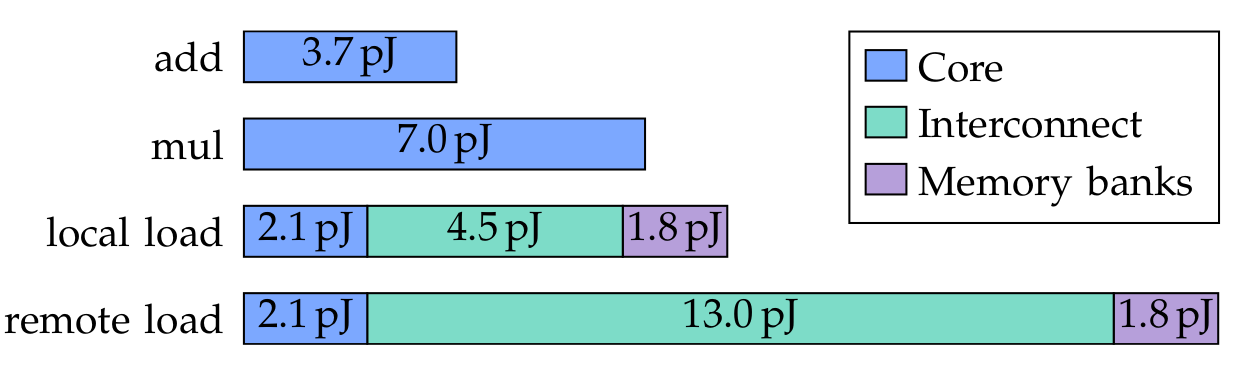 add 3.7 pJ
mul 7.0 pJ
local load 2.1 pJ 4.5 pJ 1.8 pJ
remote load 2.1 pJ 13.0 pJ 1.8 pJ
Core
Interconnect
Memory banks